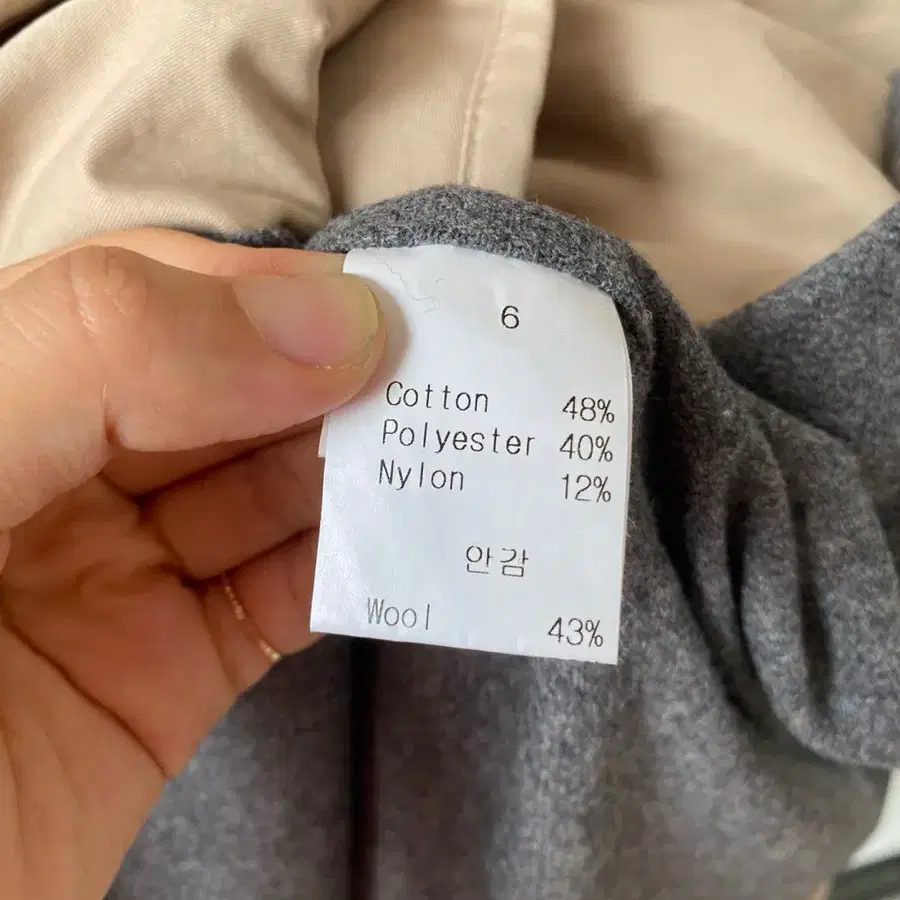 6
Cotton 48%
Polyester 40%
Nylon 12%
안감
Wool 43%